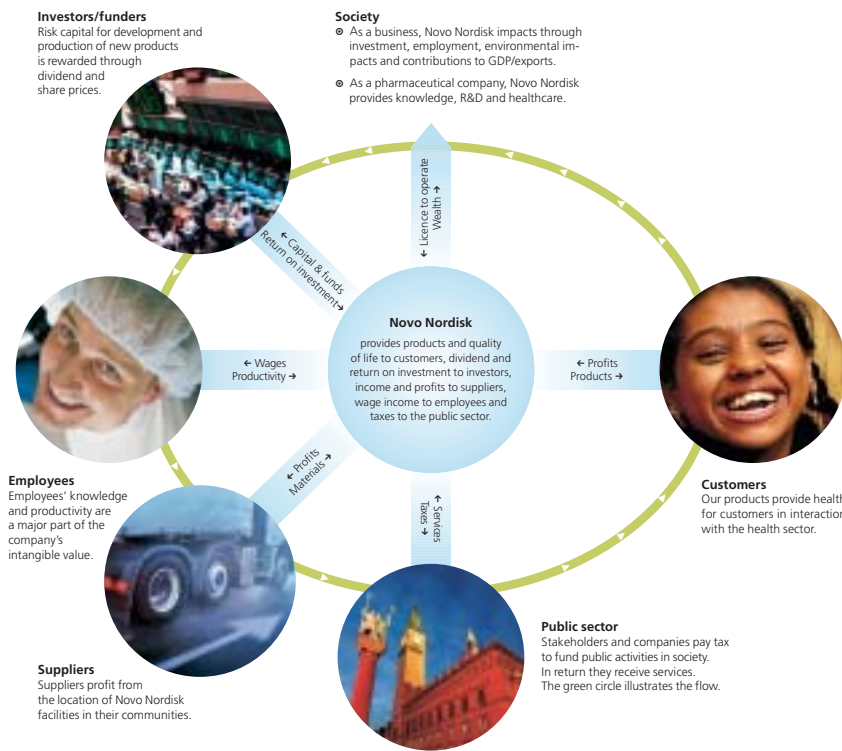 Investors/funders
Risk capital for development and
production of new products
is rewarded through
dividend and
share prices.
Society
⊙ As a business, Novo Nordisk impacts through
investment, employment, environmental im-
pacts and contributions to GDP/exports.
⊙ As a pharmaceutical company, Novo Nordisk
provides knowledge, R&D and healthcare.
← Licence to operate
Wealth →
← Capital & funds
Return on investment →
Novo Nordisk
provides products and quality
of life to customers, dividend and
return on investment to investors,
income and profits to suppliers,
wage income to employees and
taxes to the public sector.
← Wages
Productivity →
← Profits
Products →
← Profits
Materials →
← Services
Taxes →
Employees
Employees' knowledge
and productivity are
a major part of the
company's
intangible value.
Customers
Our products provide health
for customers in interaction
with the health sector.
Suppliers
Suppliers profit from
the location of Novo Nordisk
facilities in their communities.
Public sector
Stakeholders and companies pay tax
to fund public activities in society.
In return they receive services.
The green circle illustrates the flow.